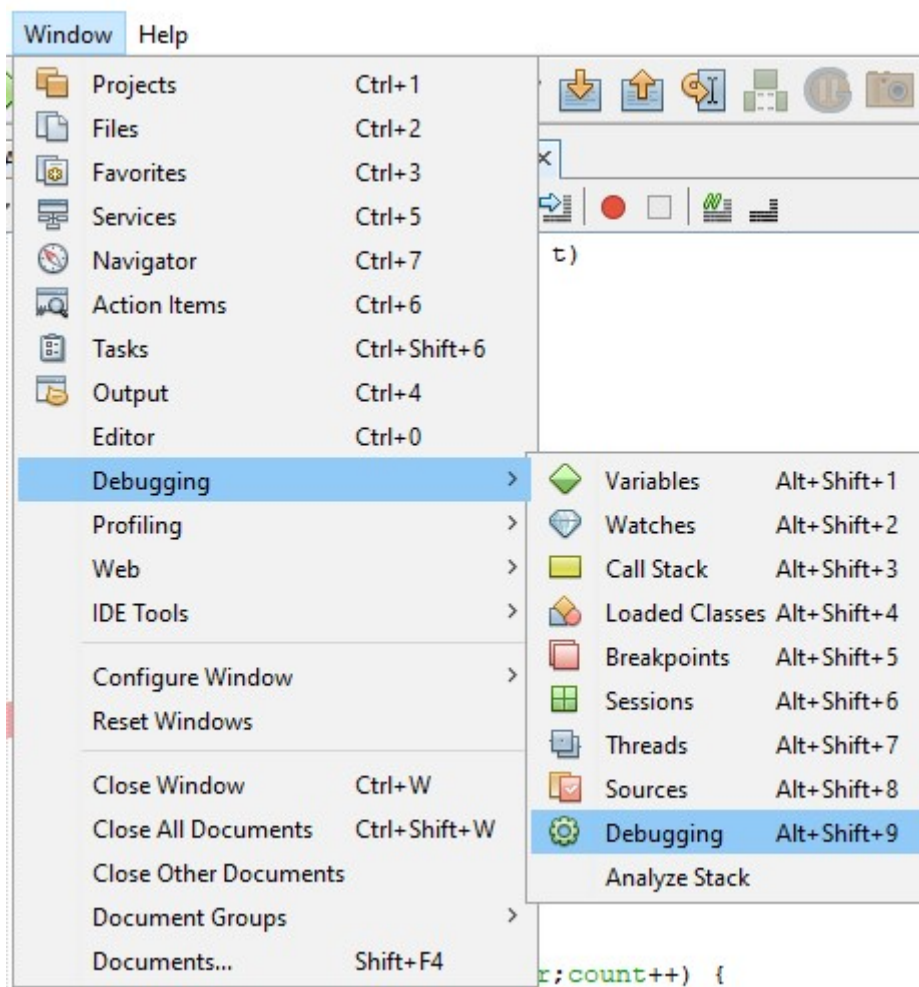 Window Help
Projects Ctrl+1
Files Ctrl+2
Favorites Ctrl+3
Services Ctrl+5
Navigator Ctrl+7
t)
Action Items Ctrl+6
Tasks Ctrl+Shift+6
Output Ctrl+4
Editor Ctrl+0
Debugging
Profiling
Web
IDE Tools
Configure Window
Reset Windows
Close Window Ctrl+W
Close All Documents Ctrl+Shift+W
Close Other Documents
Document Groups
Documents... Shift+F4
Variables Alt+Shift+1
Watches Alt+Shift+2
Call Stack Alt+Shift+3
Loaded Classes Alt+Shift+4
Breakpoints Alt+Shift+5
Sessions Alt+Shift+6
Threads Alt+Shift+7
Sources Alt+Shift+8
Debugging Alt+Shift+9
Analyze Stack
r;count++) {